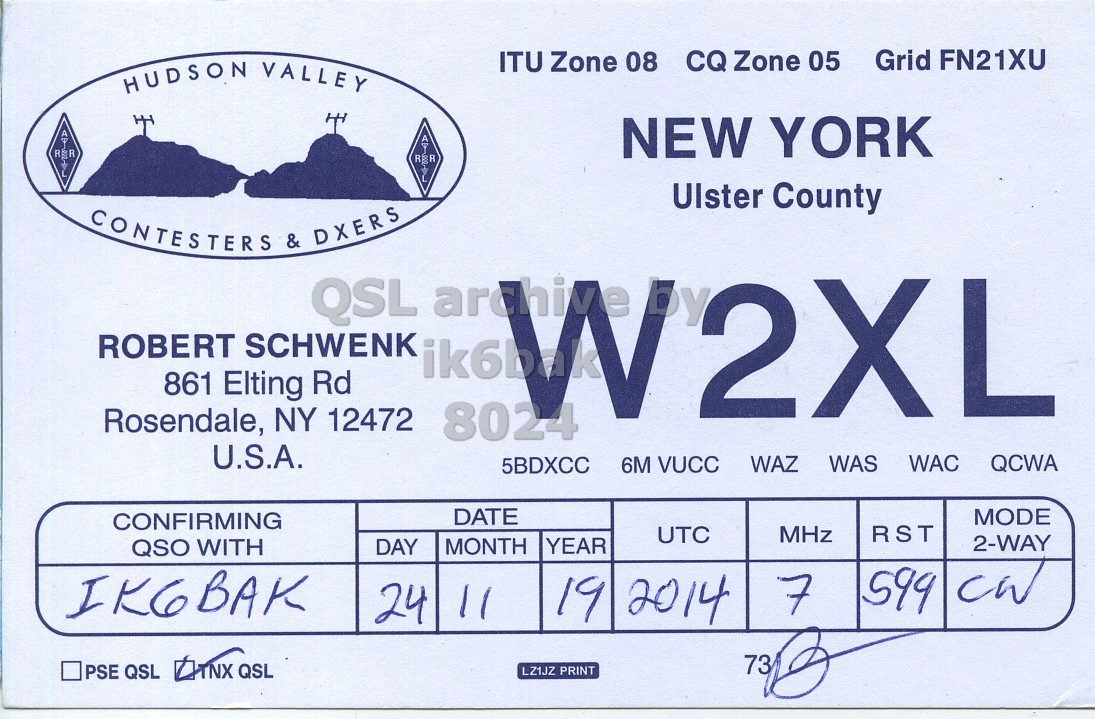 HUDSON VALLEY
CONTESTERS & DXERS
ARRL
ARRL
ITU Zone 08 CQ Zone 05 Grid FN21XU
NEW YORK
Ulster County
W2XL
QSL archive by
ik6bak
8024
ROBERT SCHWENK
861 Elting Rd
Rosendale, NY 12472
U.S.A.
5BDXCC 6M VUCC WAZ WAS WAC QCWA
CONFIRMING QSO WITH DATE DAY MONTH YEAR UTC MHz RST MODE 2-WAY
IK6BAK 24 11 19 2014 7 599 CW
PSE QSL TNX QSL LZ1JZ PRINT 73